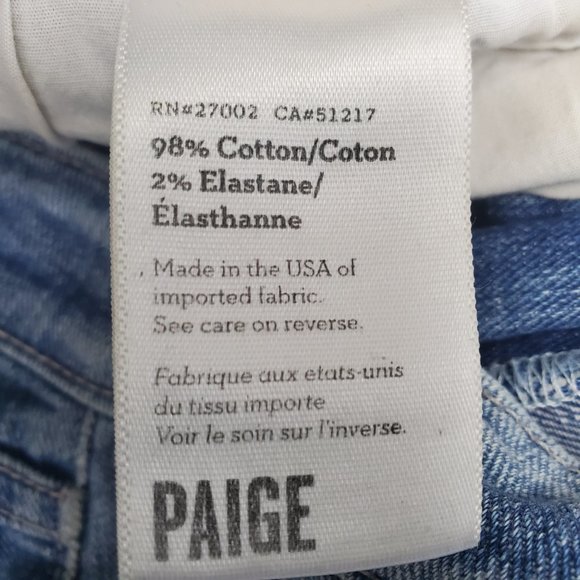 RN#27002 CA#51217
98% Cotton/Coton
2% Elastane/
Élasthanne
Made in the USA of
imported fabric.
See care on reverse.
Fabrique aux etats-unis
du tissu importe
Voir le soin sur l'inverse.
PAIGE